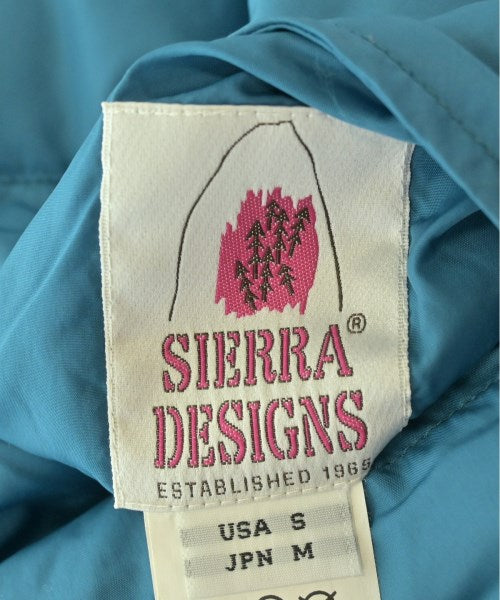 SIERRA®
DESIGNS
ESTABLISHED 1965
USA S
JPN M